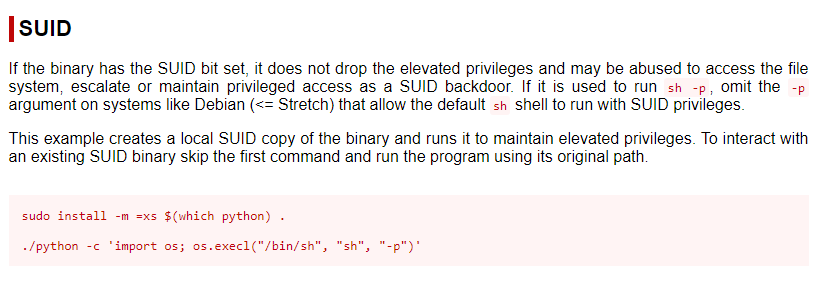 SUID
If the binary has the SUID bit set, it does not drop the elevated privileges and may be abused to access the file
system, escalate or maintain privileged access as a SUID backdoor. If it is used to run sh -p, omit the -p
argument on systems like Debian (<= Stretch) that allow the default sh shell to run with SUID privileges.
This example creates a local SUID copy of the binary and runs it to maintain elevated privileges. To interact with
an existing SUID binary skip the first command and run the program using its original path.
sudo install -m =xs $(which python) .
./python -c 'import os; os.execl("/bin/sh", "sh", "-p")'